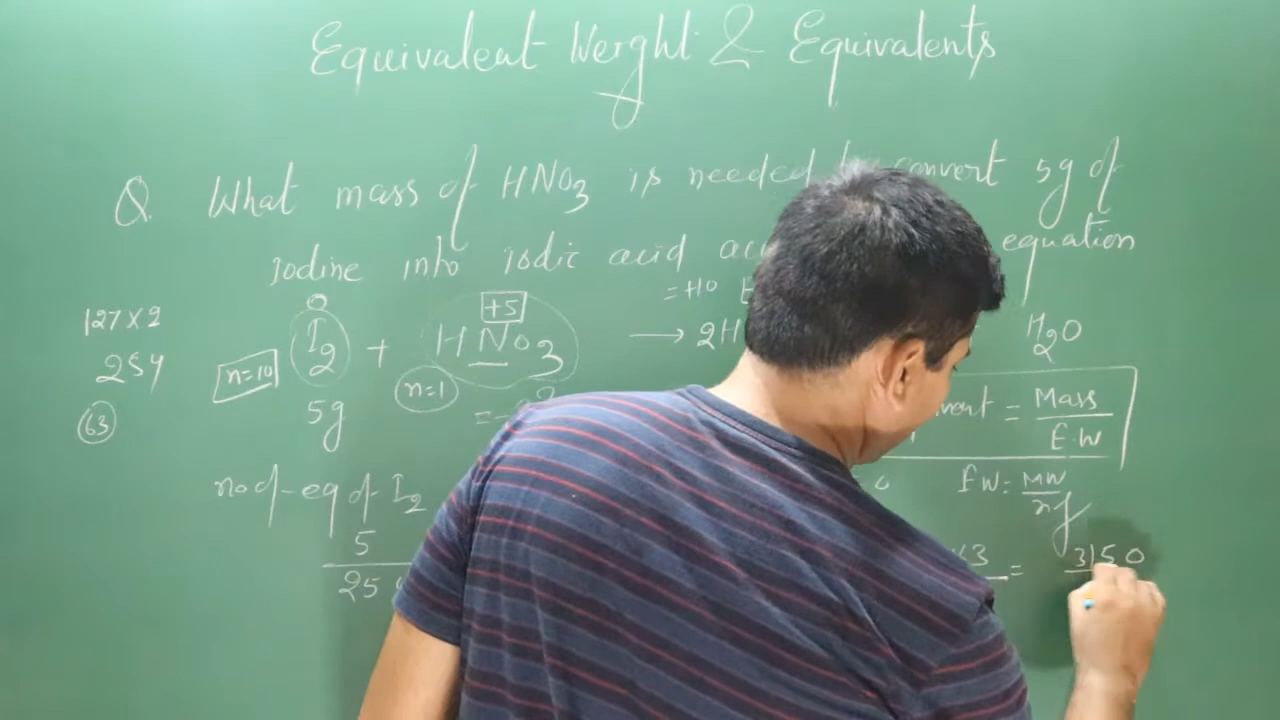 Equivalent Weight & Equivalents
Q. What mass of HNO3 is needed convert 5g of
Iodine into iodic acid equation
= +10
+5
127 x 2 0 I2 + HNO3 → 2H H2O
254 n=10 n=1
63 5g = Mass
E.W
no of-eq of I2 EW = MW
nf
5 63 = 3150
25